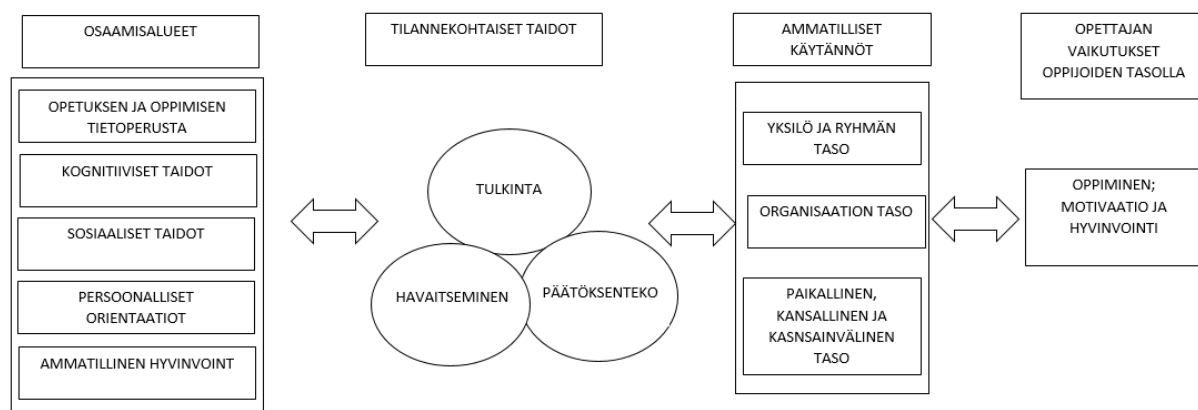 OSAAMISALUEET
OPETUKSEN JA OPPIMISEN
TIETOPERUSTA
KOGNITIIVISET TAIDOT
SOSIAALISET TAIDOT
PERSOONALLISET
ORIENTAATIOT
AMMATILLINEN HYVINVOINT
TILANNEKOHTAISET TAIDOT
TULKINTA
HAVAITSEMINEN
PÄÄTÖKSENTEKO
AMMATILLISET
KÄYTÄNNÖT
YKSILÖ JA RYHMÄN
TASO
ORGANISAATION TASO
PAIKALLINEN,
KANSALLINEN JA
KASNSAINVÄLINEN
TASO
OPETTAJAN
VAIKUTUKSET
OPPIJOIDEN TASOLLA
OPPIMINEN;
MOTIVAATIO JA
HYVINVOINTI